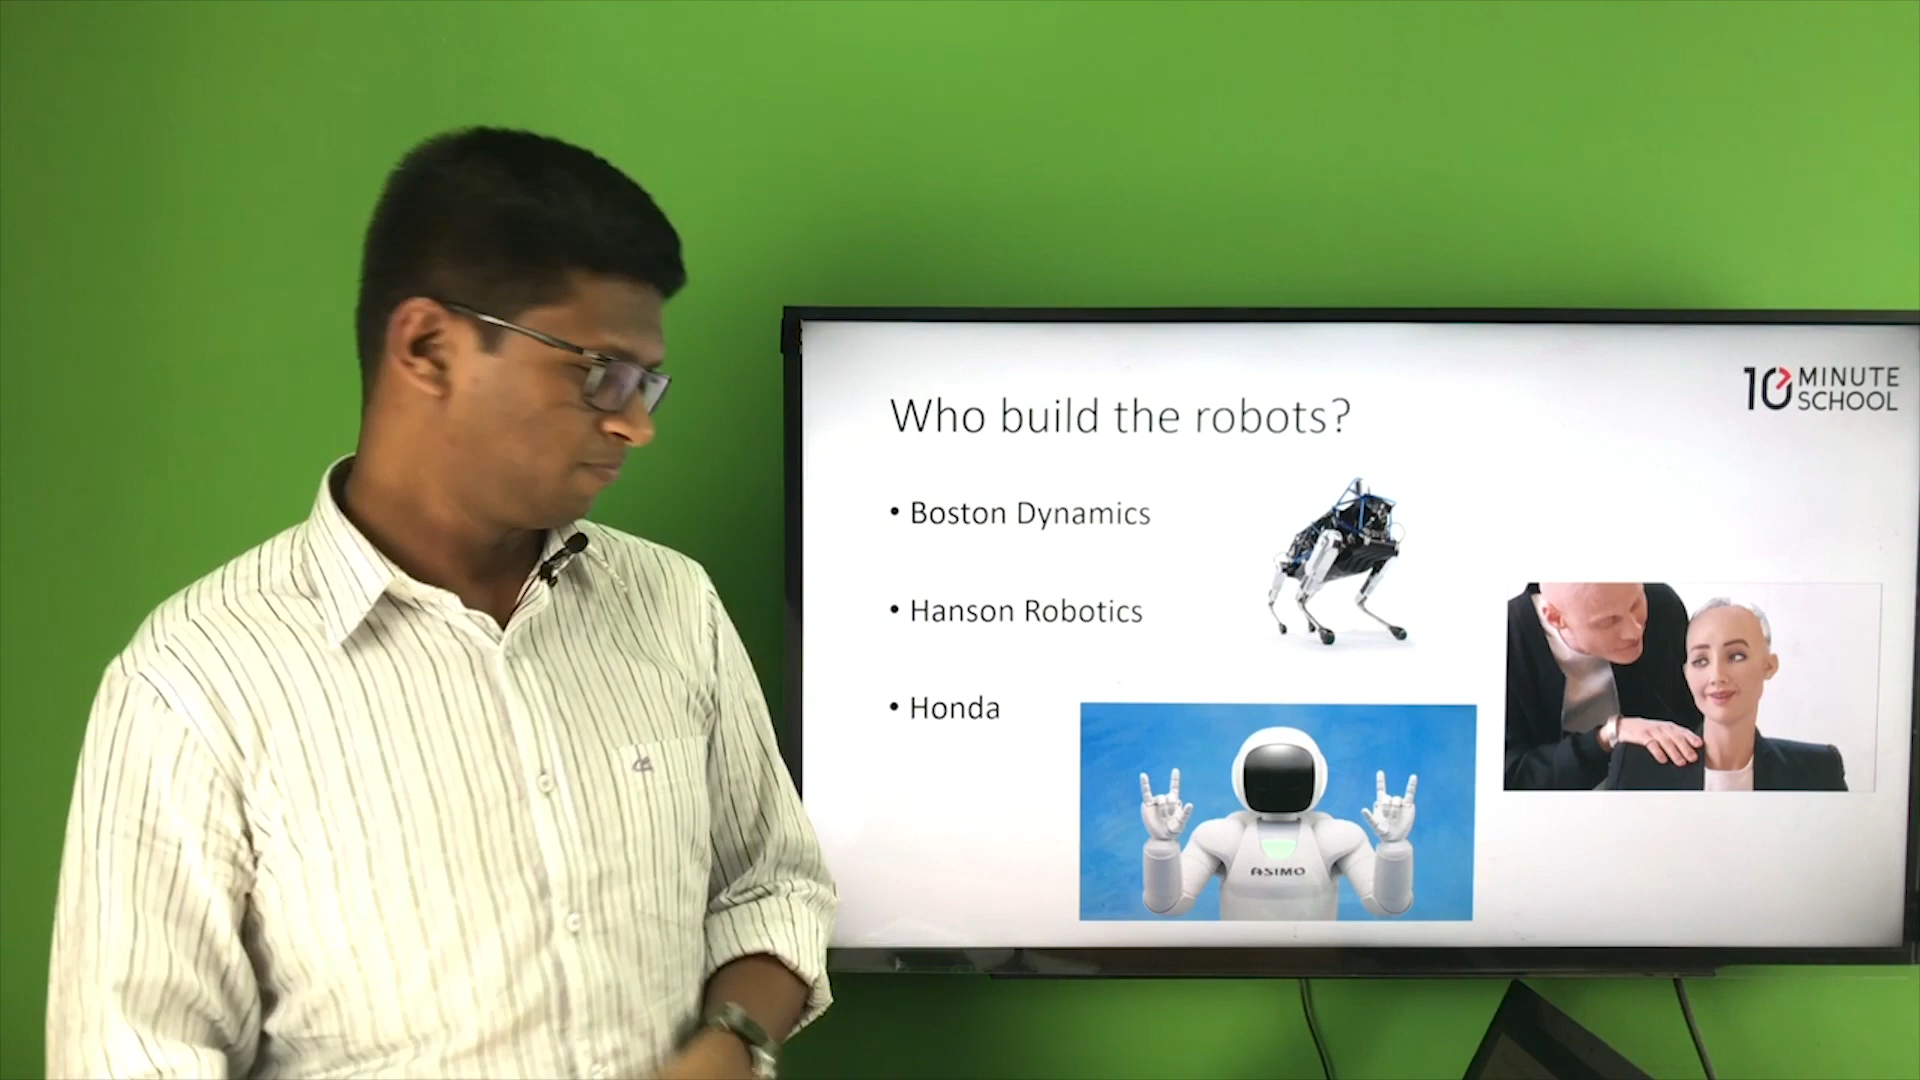 10 MINUTE
SCHOOL
Who build the robots?
• Boston Dynamics
• Hanson Robotics
• Honda
ASIMO